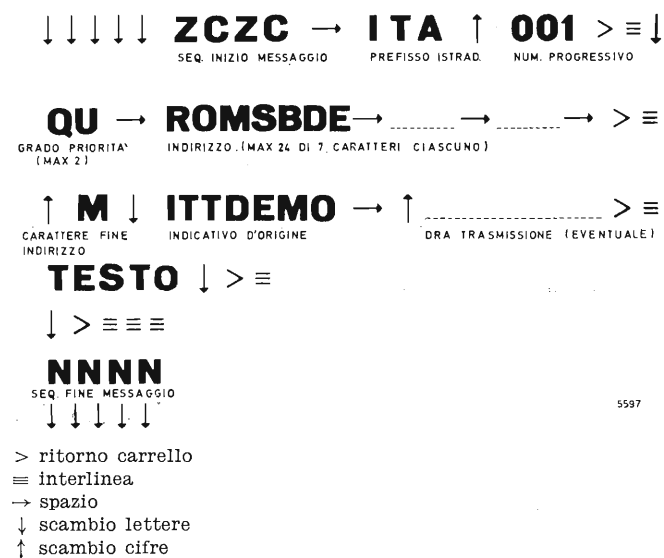 ↓ ↓ ↓ ↓ ↓ ZCZC → ITA ↑ 001 > ≡ ↓
SEQ. INIZIO MESSAGGIO PREFISSO ISTRAD. NUM. PROGRESSIVO
QU → ROMSBDE → ........ → ........ → > ≡
GRADO PRIORITA' INDIRIZZO.(MAX 24 DI 7 CARATTERI CIASCUNO)
(MAX 2)
↑ M ↓ ITTDEMO → ↑ ........................ > ≡
CARATTERE FINE INDICATIVO D'ORIGINE DRA TRASMISSIONE (EVENTUALE)
INDIRIZZO
TESTO ↓ > ≡
↓ > ≡ ≡ ≡
NNNN
SEQ. FINE MESSAGGIO
↓ ↓ ↓ ↓ ↓
5597
> ritorno carrello
≡ interlinea
→ spazio
↓ scambio lettere
↑ scambio cifre